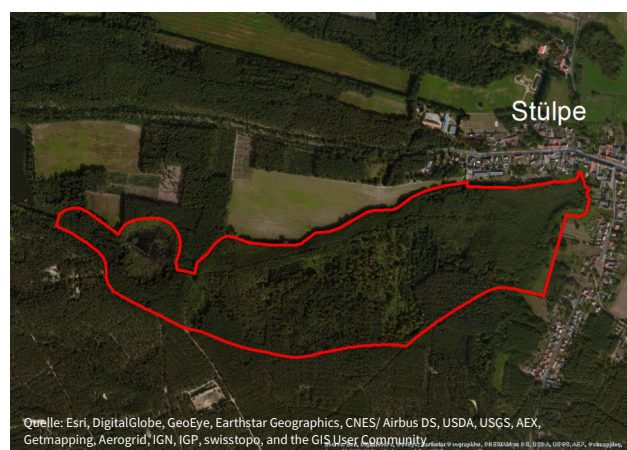 Stülpe
Quelle: Esri, DigitalGlobe, GeoEye, Earthstar Geographics, CNES/ Airbus DS, USDA, USGS, AEX,
Getmapping, Aerogrid, IGN, IGP, swisstopo, and the GIS User Community